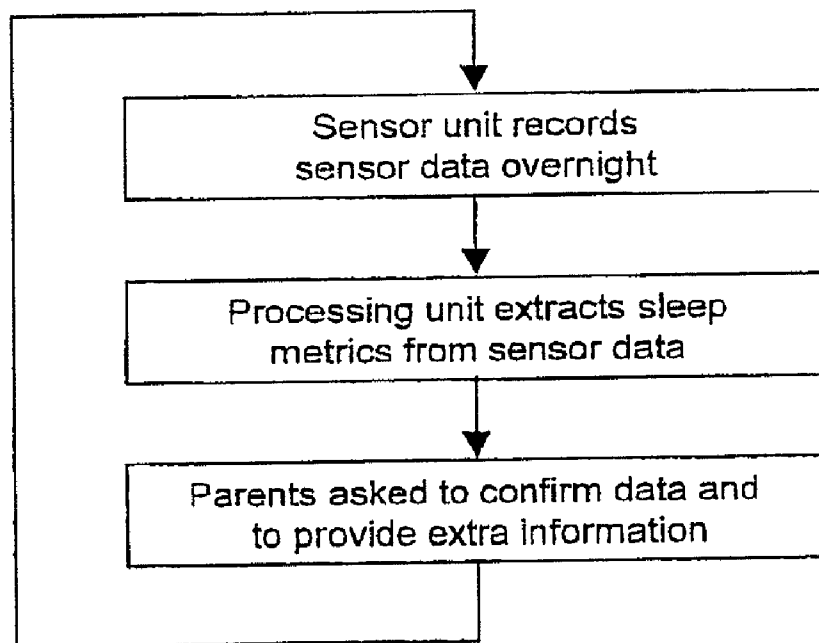 Sensor unit records
sensor data overnight
Processing unit extracts sleep
metrics from sensor data
Parents asked to confirm data and
to provide extra information